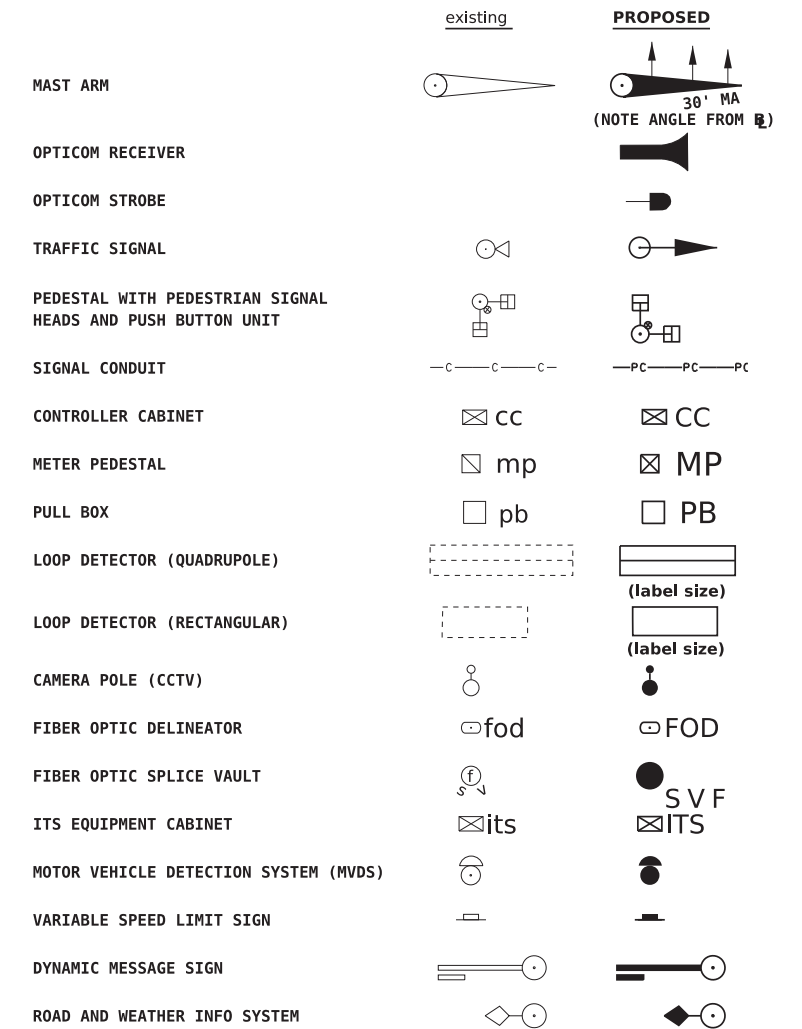 existing PROPOSED
MAST ARM
30' MA
(NOTE ANGLE FROM )
OPTICOM RECEIVER
OPTICOM STROBE
TRAFFIC SIGNAL
PEDESTAL WITH PEDESTRIAN SIGNAL
HEADS AND PUSH BUTTON UNIT
SIGNAL CONDUIT C C C PC PC PC
CONTROLLER CABINET cc CC
METER PEDESTAL mp MP
PULL BOX pb PB
LOOP DETECTOR (QUADRUPOLE)
(label size)
LOOP DETECTOR (RECTANGULAR)
(label size)
CAMERA POLE (CCTV)
FIBER OPTIC DELINEATOR fod FOD
FIBER OPTIC SPLICE VAULT f
S V S V F
ITS EQUIPMENT CABINET its ITS
MOTOR VEHICLE DETECTION SYSTEM (MVDS)
VARIABLE SPEED LIMIT SIGN
DYNAMIC MESSAGE SIGN
ROAD AND WEATHER INFO SYSTEM